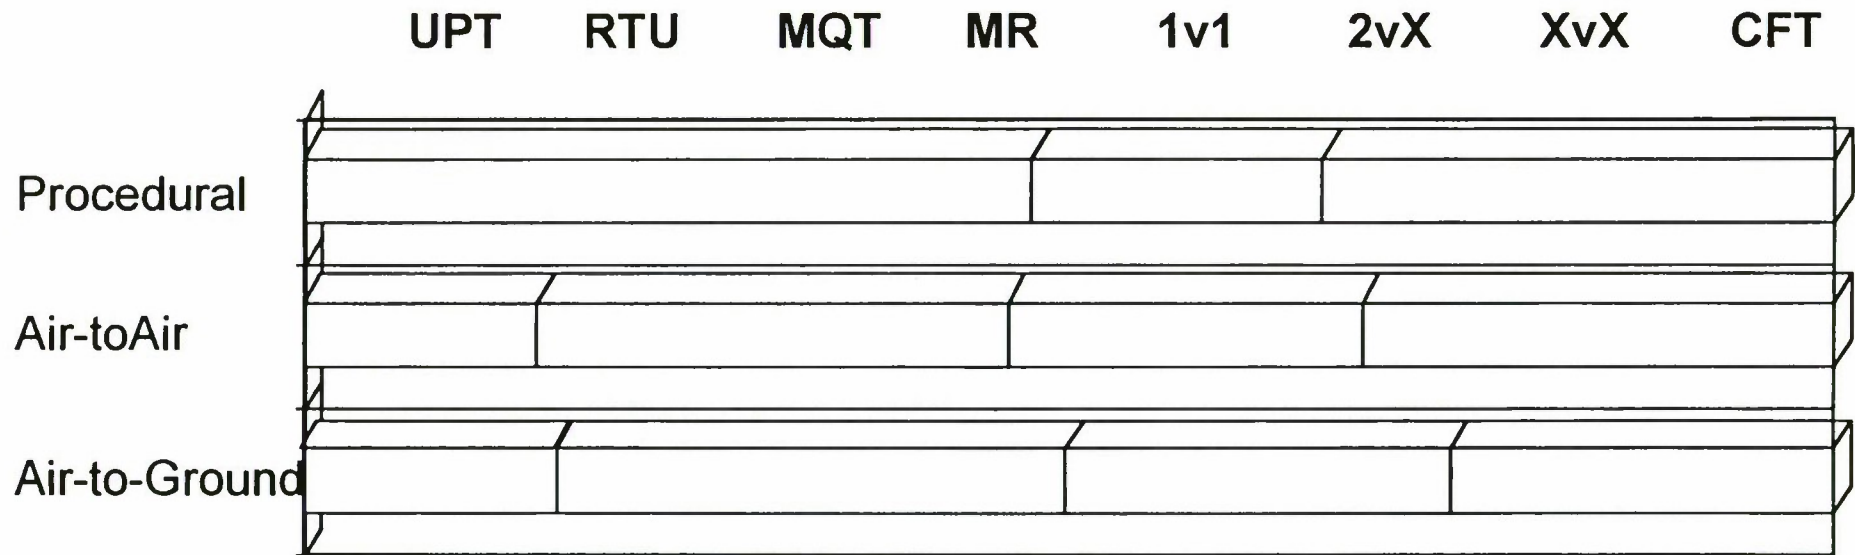 UPT RTU MQT MR 1v1 2vX XvX CFT
Procedural
Air-toAir
Air-to-Ground